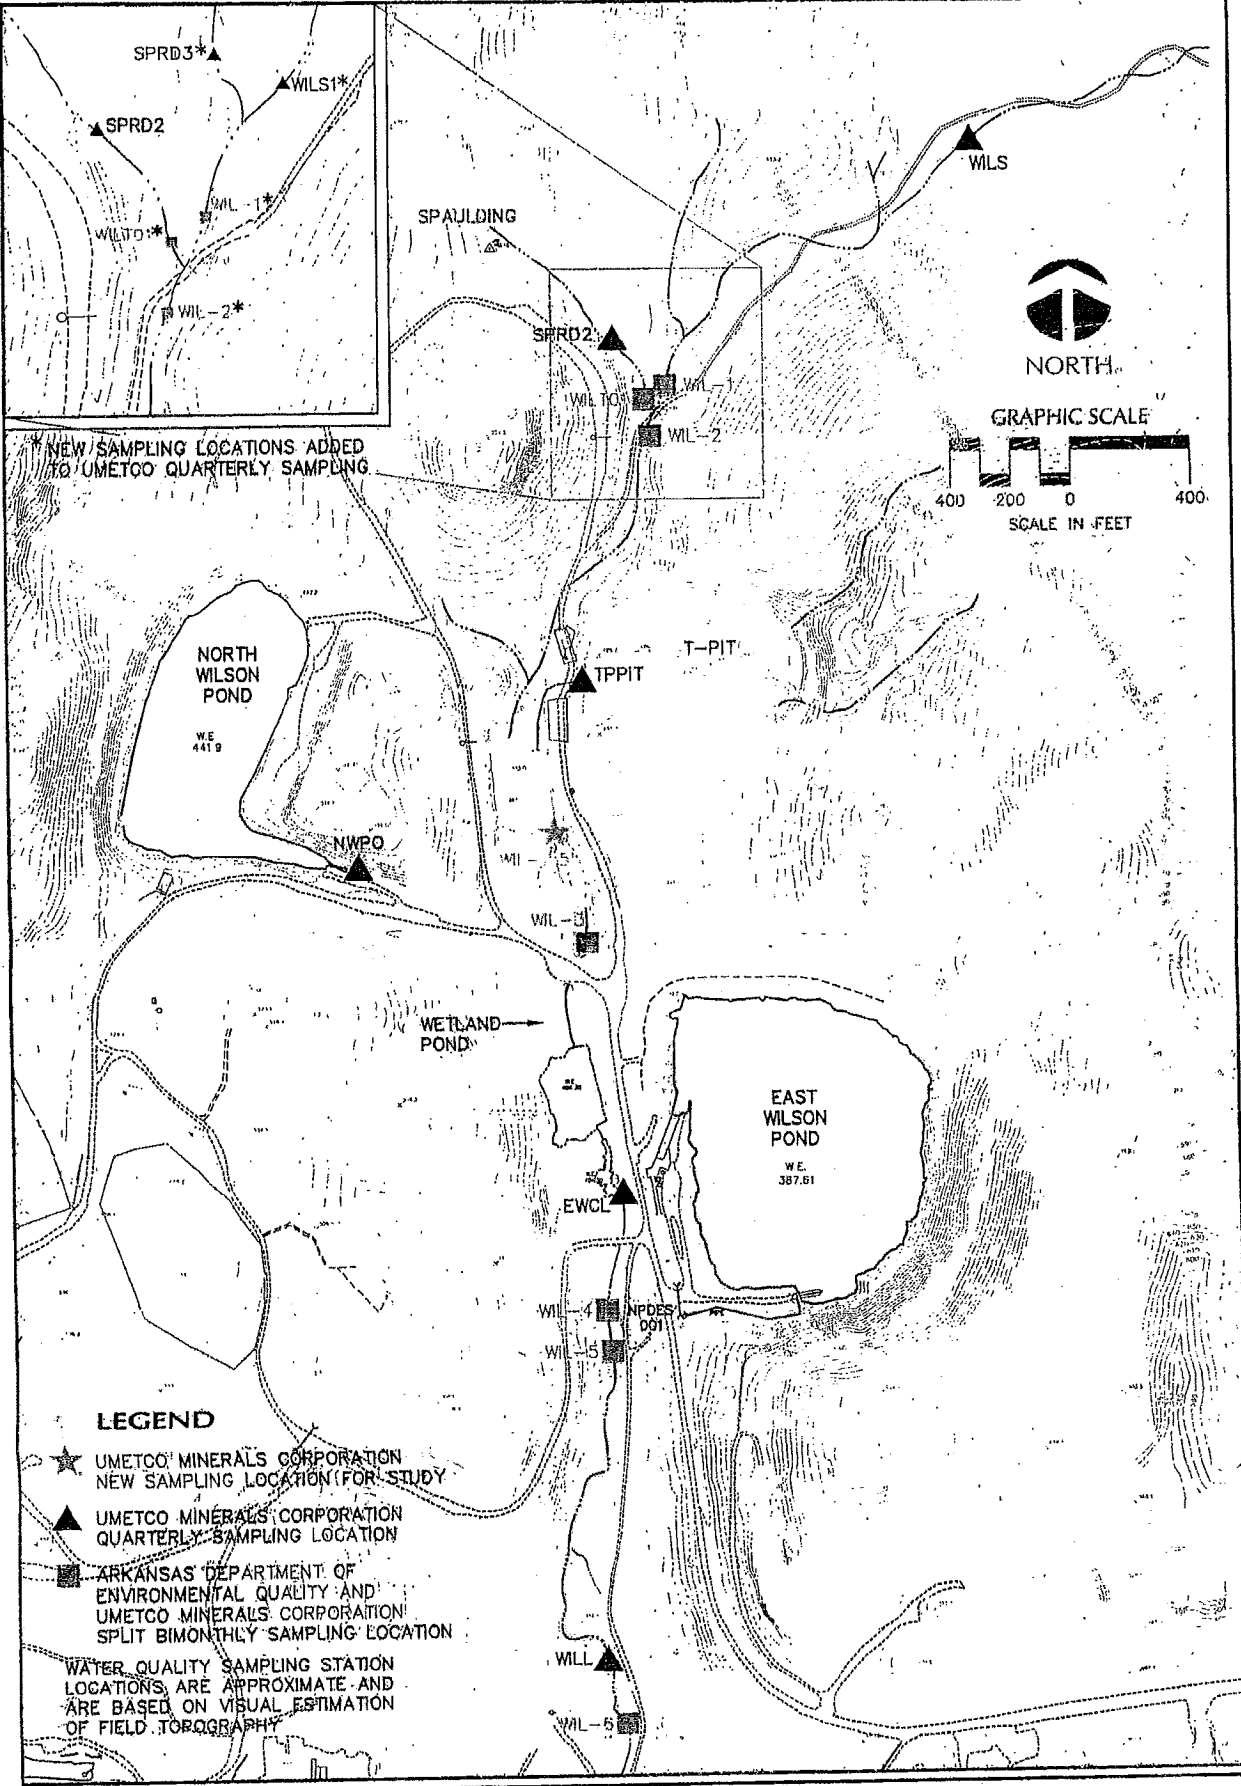 SPRD3*
WILS1*
SPRD2
WIL-1*
WILT01*
WIL-2*
* NEW SAMPLING LOCATIONS ADDED
TO UMETCO QUARTERLY SAMPLING
WILS
SPAULDING
SPRD2
WIL-1
WILT0
WIL-2
NORTH
GRAPHIC SCALE
400 200 0 400
SCALE IN FEET
NORTH
WILSON
POND
W.E
441 9
T-PIT
TPPIT
NWPO
WIL-3
WETLAND
POND
EAST
WILSON
POND
W.E.
387.61
EWCL
WIL-4
NPDES
001
WIL-5
WILL
WIL-6
LEGEND
UMETCO MINERALS CORPORATION
NEW SAMPLING LOCATION (FOR STUDY
UMETCO MINERALS CORPORATION
QUARTERLY SAMPLING LOCATION
ARKANSAS DEPARTMENT OF
ENVIRONMENTAL QUALITY AND
UMETCO MINERALS CORPORATION
SPLIT BIMONTHLY SAMPLING LOCATION
WATER QUALITY SAMPLING STATION
LOCATIONS ARE APPROXIMATE AND
ARE BASED ON VISUAL ESTIMATION
OF FIELD TOPOGRAPHY